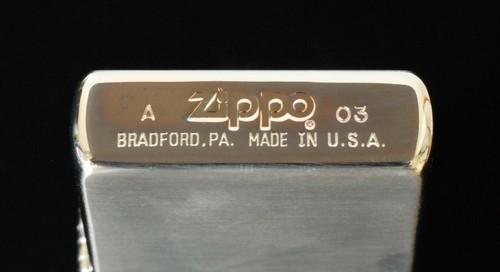 A Zippo® 03
BRADFORD, PA. MADE IN U.S.A.